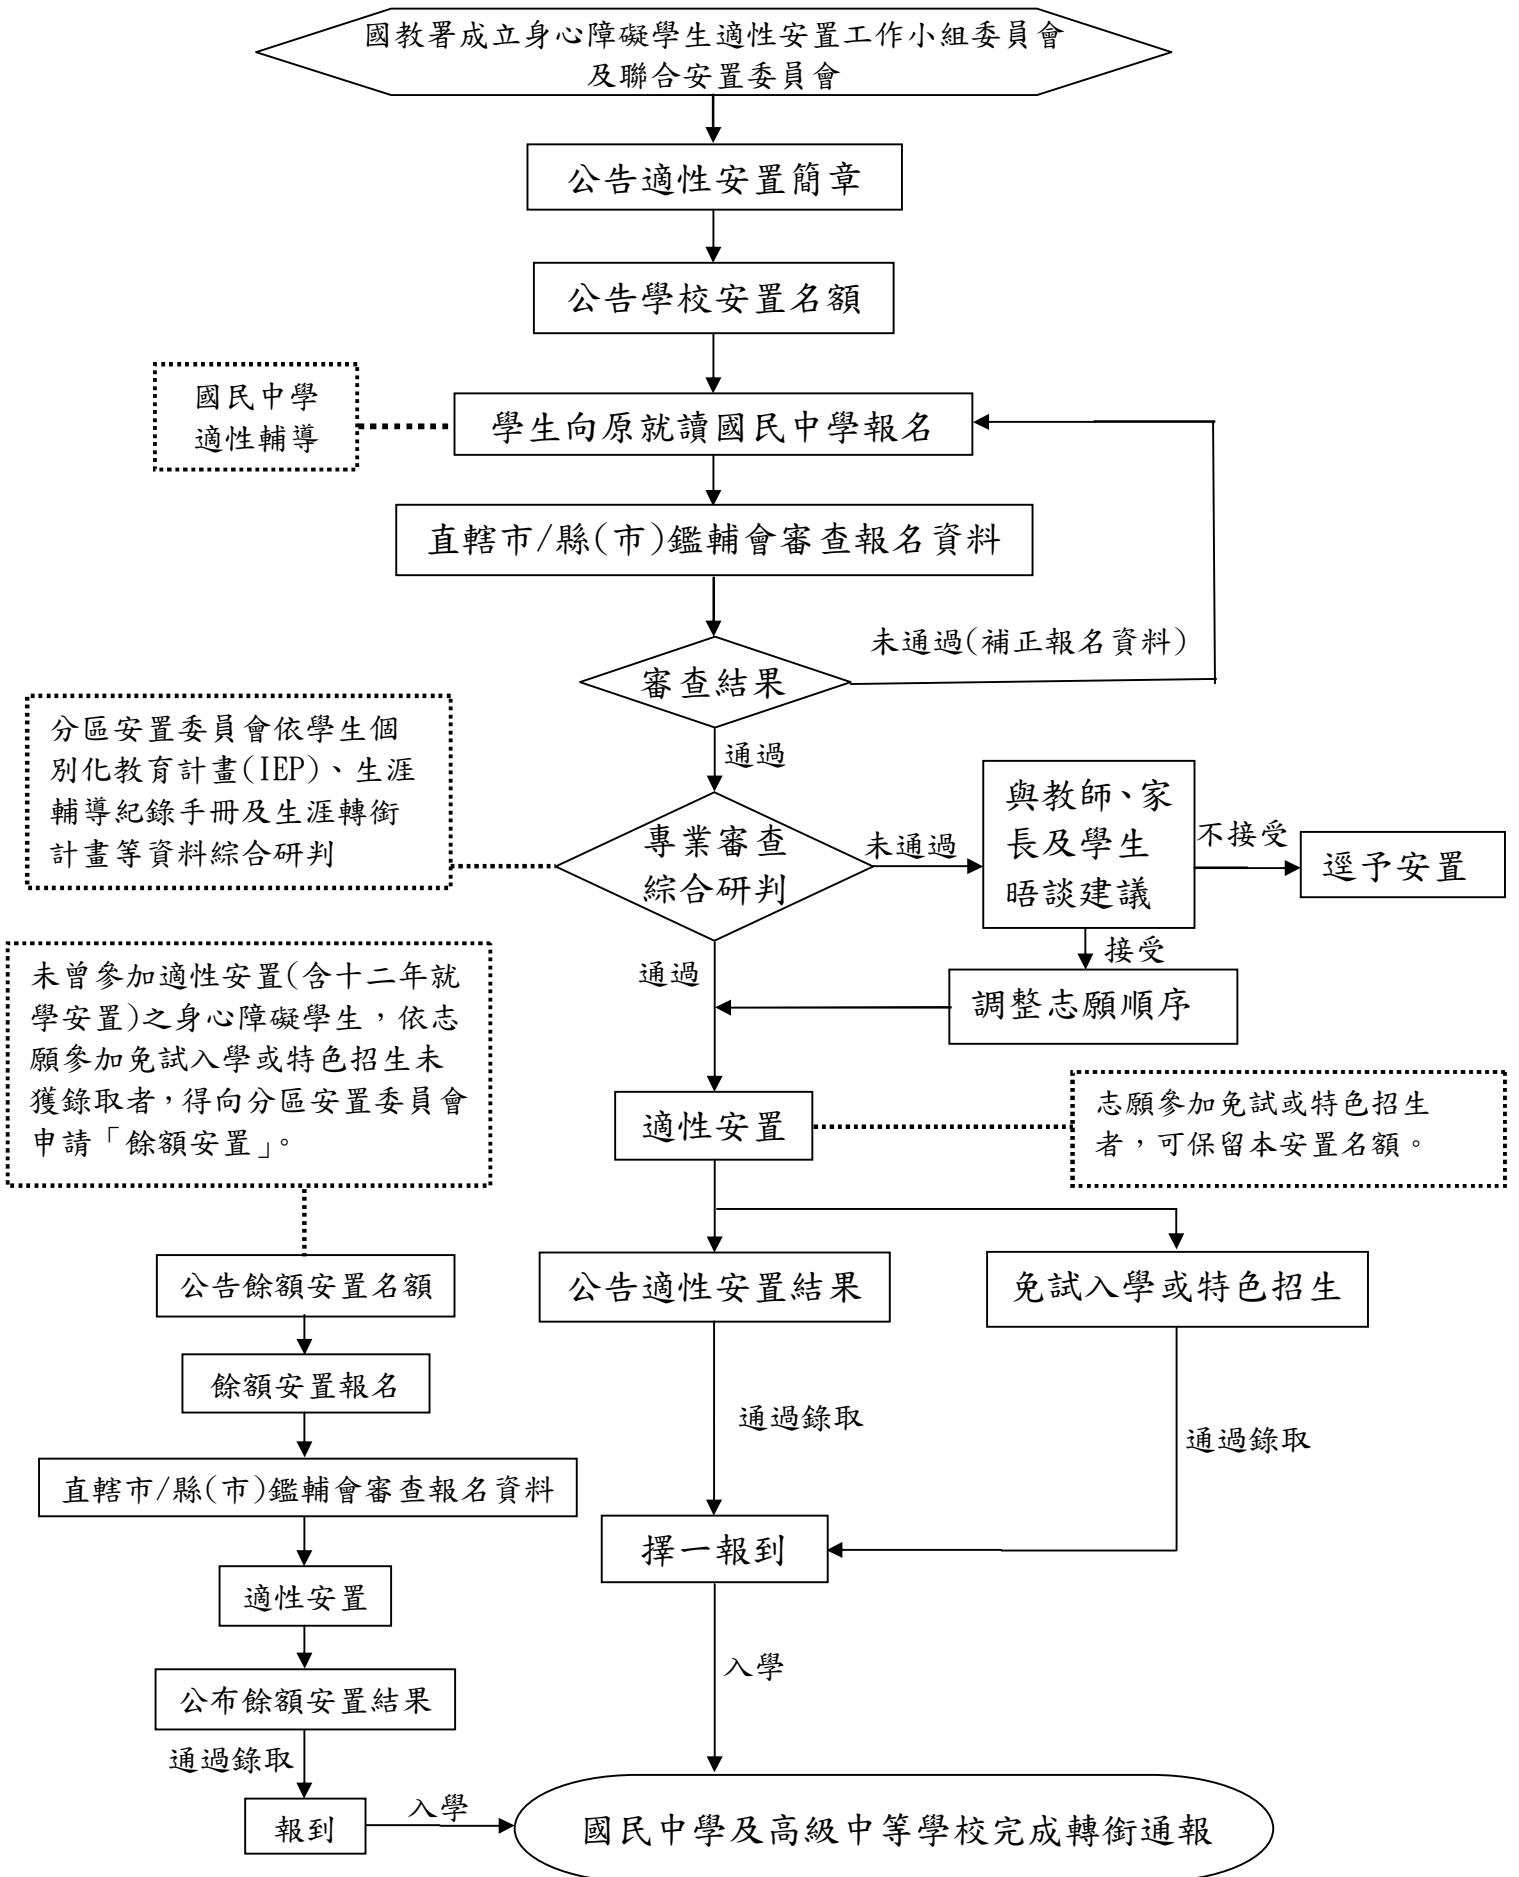 國教署成立身心障礙學生適性安置工作小組委員會
及聯合安置委員會
公告適性安置簡章
公告學校安置名額
國民中學
適性輔導
學生向原就讀國民中學報名
直轄市/縣(市)鑑輔會審查報名資料
未通過(補正報名資料)
審查結果
通過
分區安置委員會依學生個
別化教育計畫(IEP)、生涯
輔導紀錄手冊及生涯轉銜
計畫等資料綜合研判
專業審查
綜合研判
未通過
與教師、家
長及學生
晤談建議
不接受
逕予安置
接受
通過
調整志願順序
未曾參加適性安置(含十二年就
學安置)之身心障礙學生，依志
願參加免試入學或特色招生未
獲錄取者，得向分區安置委員會
申請「餘額安置」。
適性安置
志願參加免試或特色招生
者，可保留本安置名額。
公告餘額安置名額
公告適性安置結果
免試入學或特色招生
餘額安置報名
通過錄取
通過錄取
直轄市/縣(市)鑑輔會審查報名資料
擇一報到
適性安置
入學
公布餘額安置結果
通過錄取
報到
入學
國民中學及高級中等學校完成轉銜通報